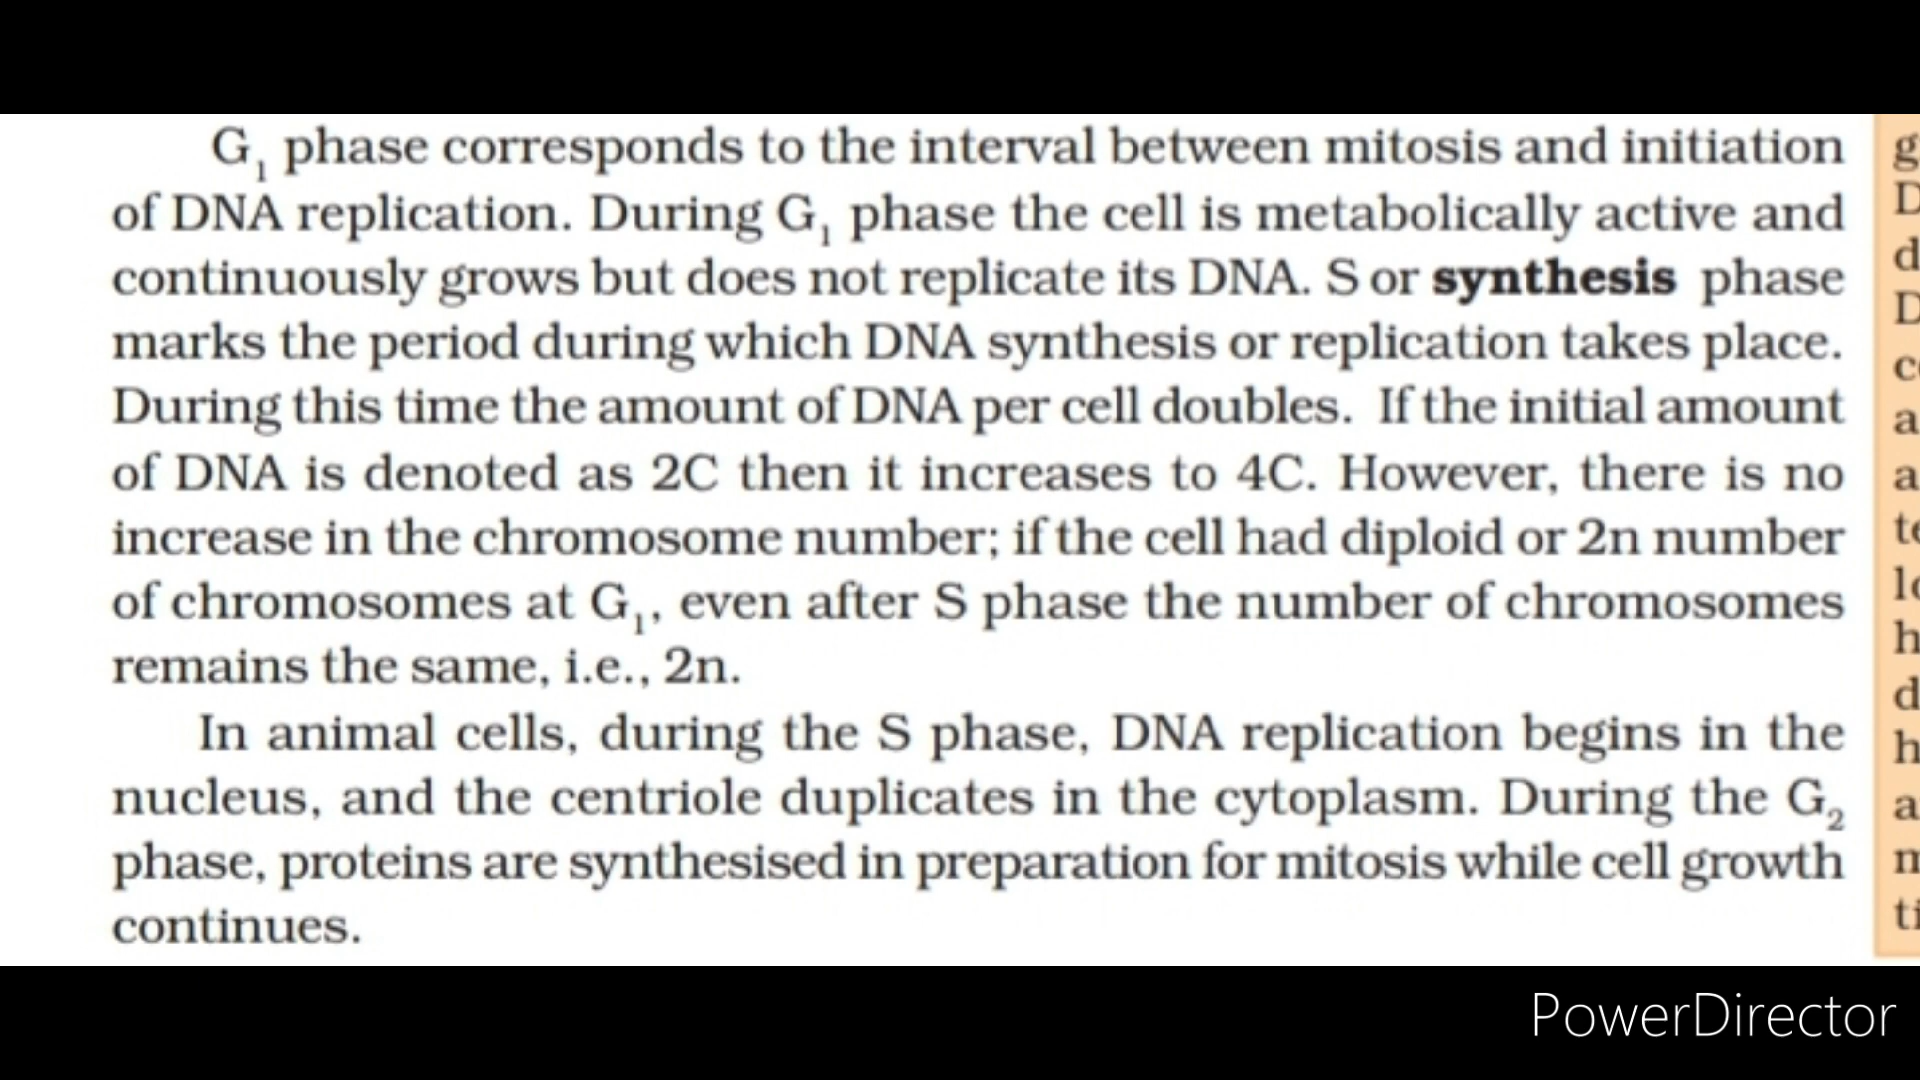 G₁ phase corresponds to the interval between mitosis and initiation
of DNA replication. During G₁ phase the cell is metabolically active and
continuously grows but does not replicate its DNA. S or synthesis phase
marks the period during which DNA synthesis or replication takes place.
During this time the amount of DNA per cell doubles. If the initial amount
of DNA is denoted as 2C then it increases to 4C. However, there is no
increase in the chromosome number; if the cell had diploid or 2n number
of chromosomes at G₁, even after S phase the number of chromosomes
remains the same, i.e., 2n.
In animal cells, during the S phase, DNA replication begins in the
nucleus, and the centriole duplicates in the cytoplasm. During the G₂
phase, proteins are synthesised in preparation for mitosis while cell growth
continues.
PowerDirector